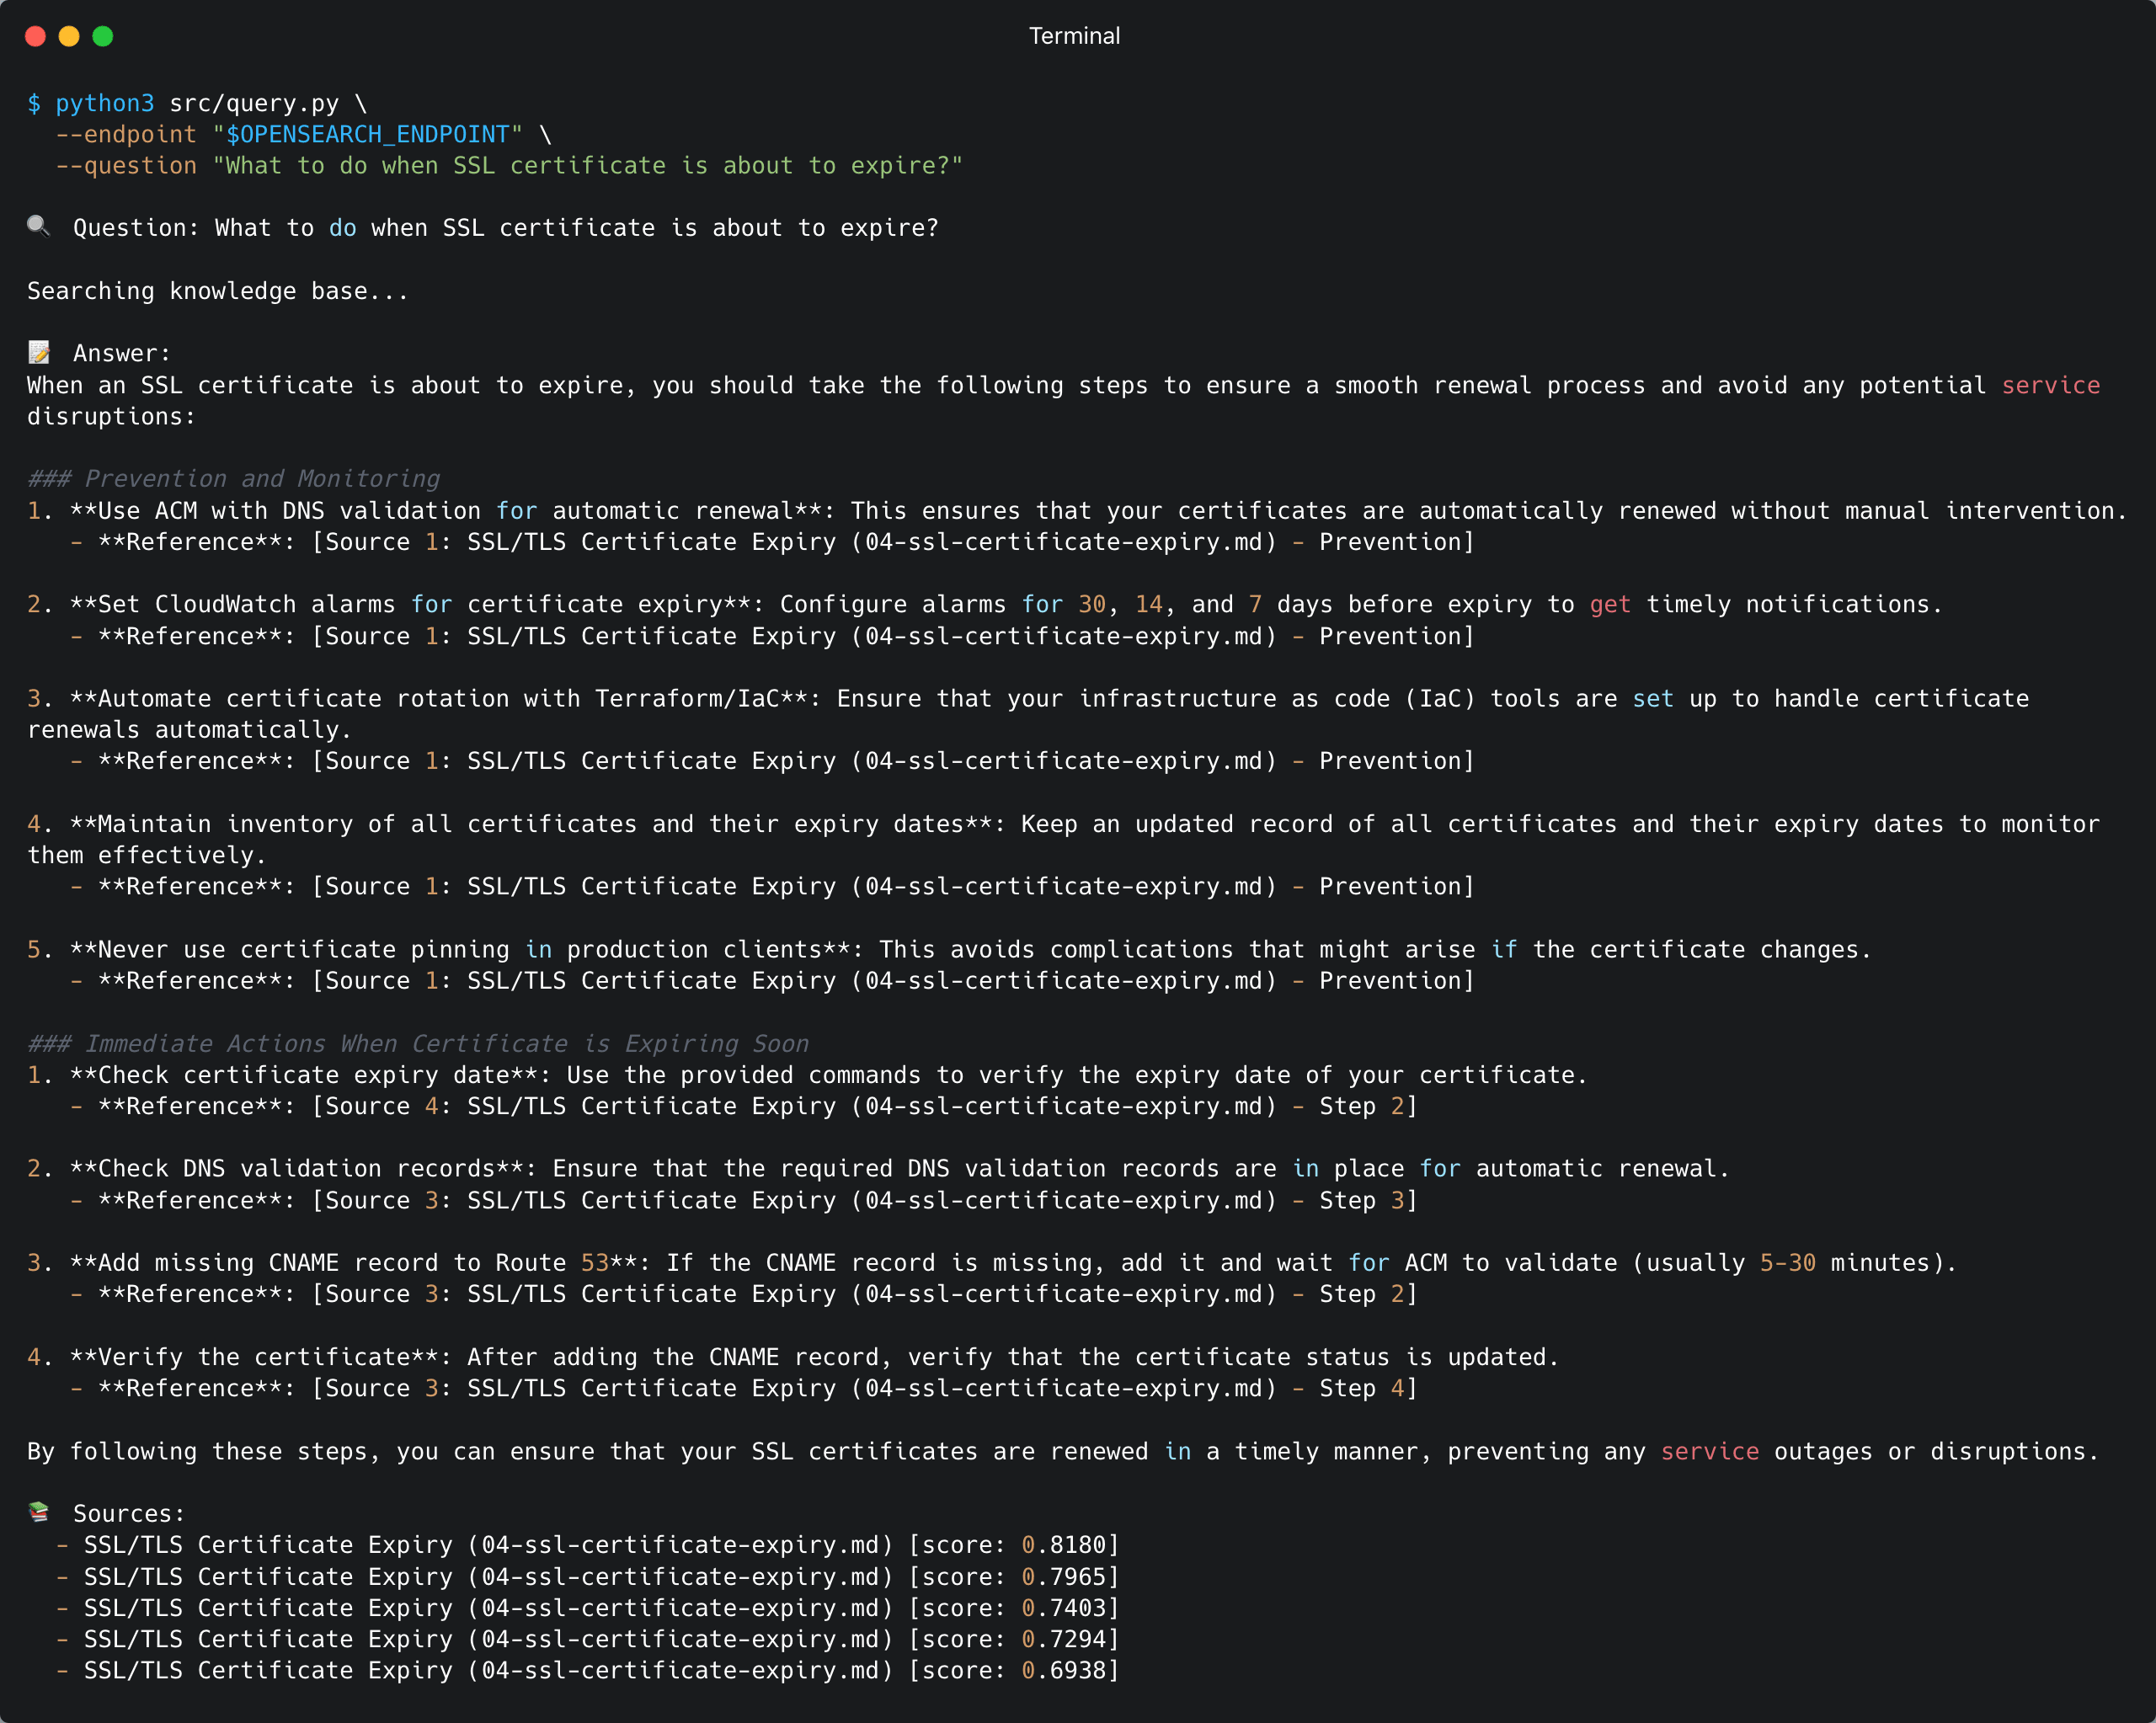 Terminal
$ python3 src/query.py \
--endpoint "$OPENSEARCH_ENDPOINT" \
--question "What to do when SSL certificate is about to expire?"
🔍 Question: What to do when SSL certificate is about to expire?
Searching knowledge base...
📝 Answer:
When an SSL certificate is about to expire, you should take the following steps to ensure a smooth renewal process and avoid any potential service
disruptions:
### Prevention and Monitoring
1. **Use ACM with DNS validation for automatic renewal**: This ensures that your certificates are automatically renewed without manual intervention.
- **Reference**: [Source 1: SSL/TLS Certificate Expiry (04-ssl-certificate-expiry.md) - Prevention]
2. **Set CloudWatch alarms for certificate expiry**: Configure alarms for 30, 14, and 7 days before expiry to get timely notifications.
- **Reference**: [Source 1: SSL/TLS Certificate Expiry (04-ssl-certificate-expiry.md) - Prevention]
3. **Automate certificate rotation with Terraform/IaC**: Ensure that your infrastructure as code (IaC) tools are set up to handle certificate
renewals automatically.
- **Reference**: [Source 1: SSL/TLS Certificate Expiry (04-ssl-certificate-expiry.md) - Prevention]
4. **Maintain inventory of all certificates and their expiry dates**: Keep an updated record of all certificates and their expiry dates to monitor
them effectively.
- **Reference**: [Source 1: SSL/TLS Certificate Expiry (04-ssl-certificate-expiry.md) - Prevention]
5. **Never use certificate pinning in production clients**: This avoids complications that might arise if the certificate changes.
- **Reference**: [Source 1: SSL/TLS Certificate Expiry (04-ssl-certificate-expiry.md) - Prevention]
### Immediate Actions When Certificate is Expiring Soon
1. **Check certificate expiry date**: Use the provided commands to verify the expiry date of your certificate.
- **Reference**: [Source 4: SSL/TLS Certificate Expiry (04-ssl-certificate-expiry.md) - Step 2]
2. **Check DNS validation records**: Ensure that the required DNS validation records are in place for automatic renewal.
- **Reference**: [Source 3: SSL/TLS Certificate Expiry (04-ssl-certificate-expiry.md) - Step 3]
3. **Add missing CNAME record to Route 53**: If the CNAME record is missing, add it and wait for ACM to validate (usually 5-30 minutes).
- **Reference**: [Source 3: SSL/TLS Certificate Expiry (04-ssl-certificate-expiry.md) - Step 2]
4. **Verify the certificate**: After adding the CNAME record, verify that the certificate status is updated.
- **Reference**: [Source 3: SSL/TLS Certificate Expiry (04-ssl-certificate-expiry.md) - Step 4]
By following these steps, you can ensure that your SSL certificates are renewed in a timely manner, preventing any service outages or disruptions.
📚 Sources:
- SSL/TLS Certificate Expiry (04-ssl-certificate-expiry.md) [score: 0.8180]
- SSL/TLS Certificate Expiry (04-ssl-certificate-expiry.md) [score: 0.7965]
- SSL/TLS Certificate Expiry (04-ssl-certificate-expiry.md) [score: 0.7403]
- SSL/TLS Certificate Expiry (04-ssl-certificate-expiry.md) [score: 0.7294]
- SSL/TLS Certificate Expiry (04-ssl-certificate-expiry.md) [score: 0.6938]